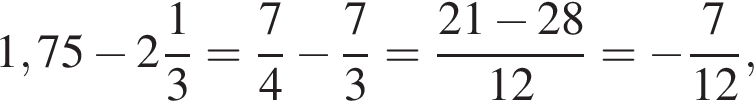 1,75 − 2 1/3 = 7/4 − 7/3 = (21 − 28)/12 = −7/12,